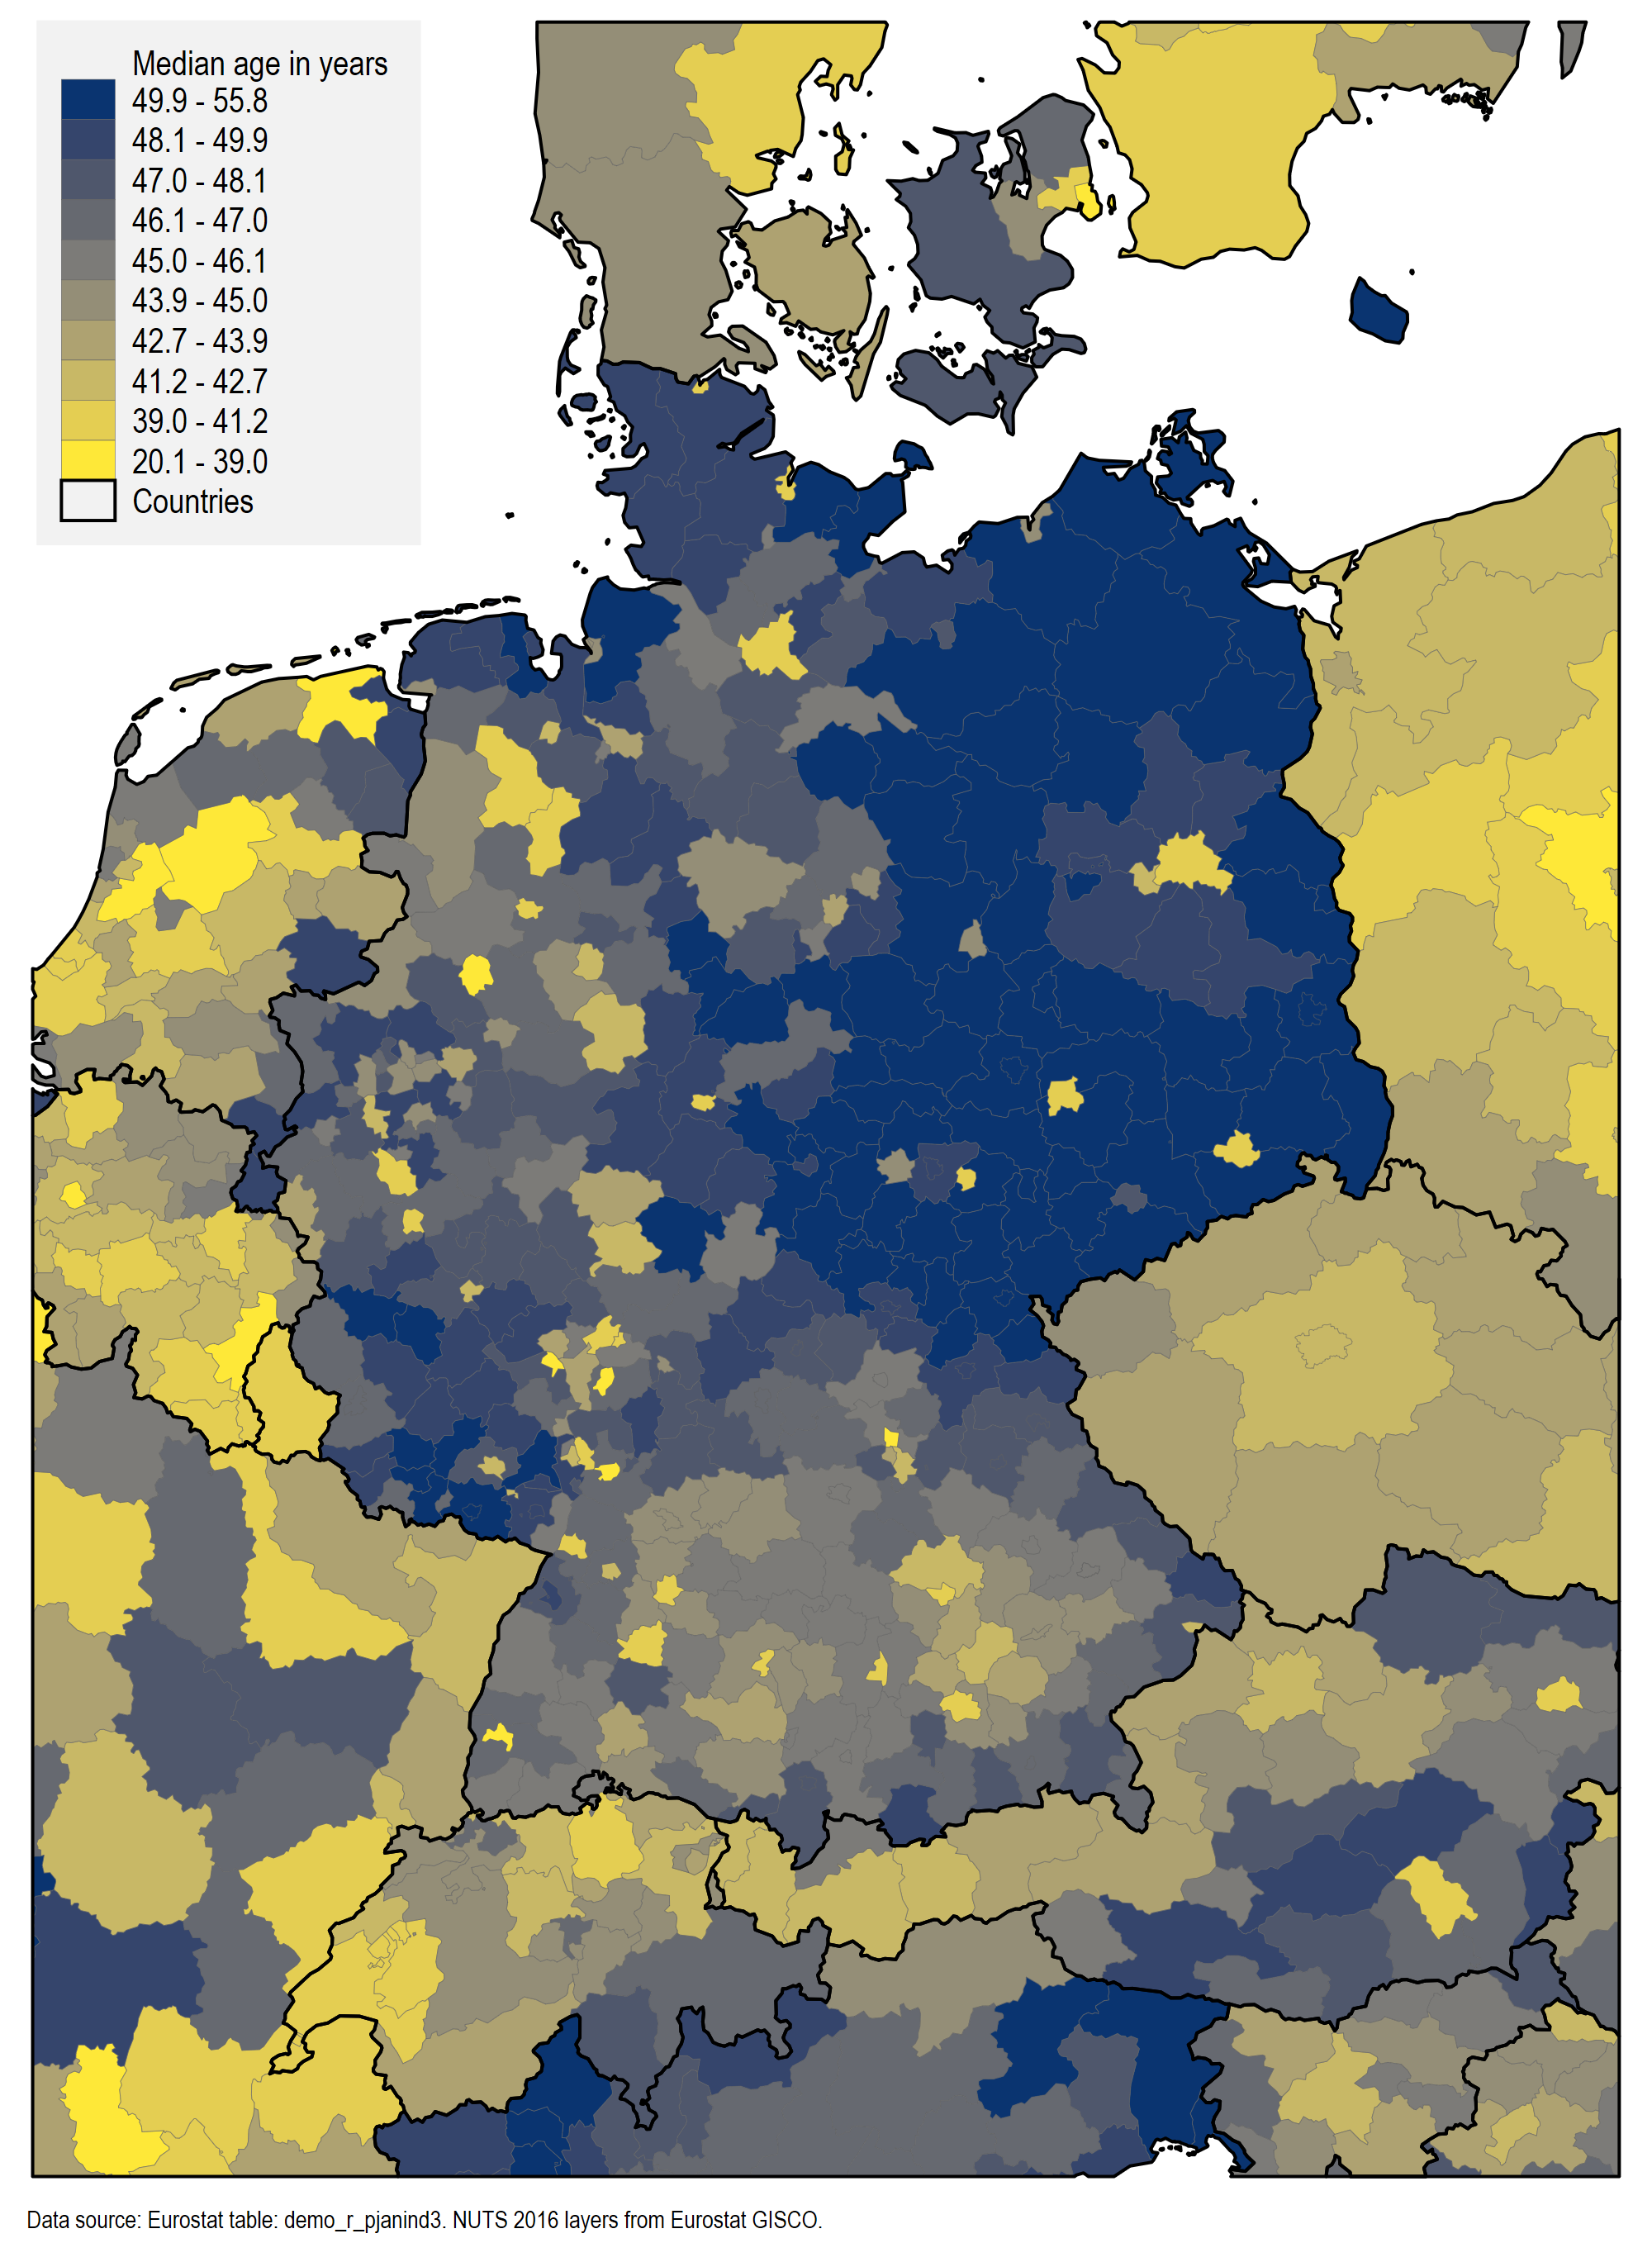 Median age in years
49.9 - 55.8
48.1 - 49.9
47.0 - 48.1
46.1 - 47.0
45.0 - 46.1
43.9 - 45.0
42.7 - 43.9
41.2 - 42.7
39.0 - 41.2
20.1 - 39.0
Countries
Data source: Eurostat table: demo_r_pjanind3. NUTS 2016 layers from Eurostat GISCO.